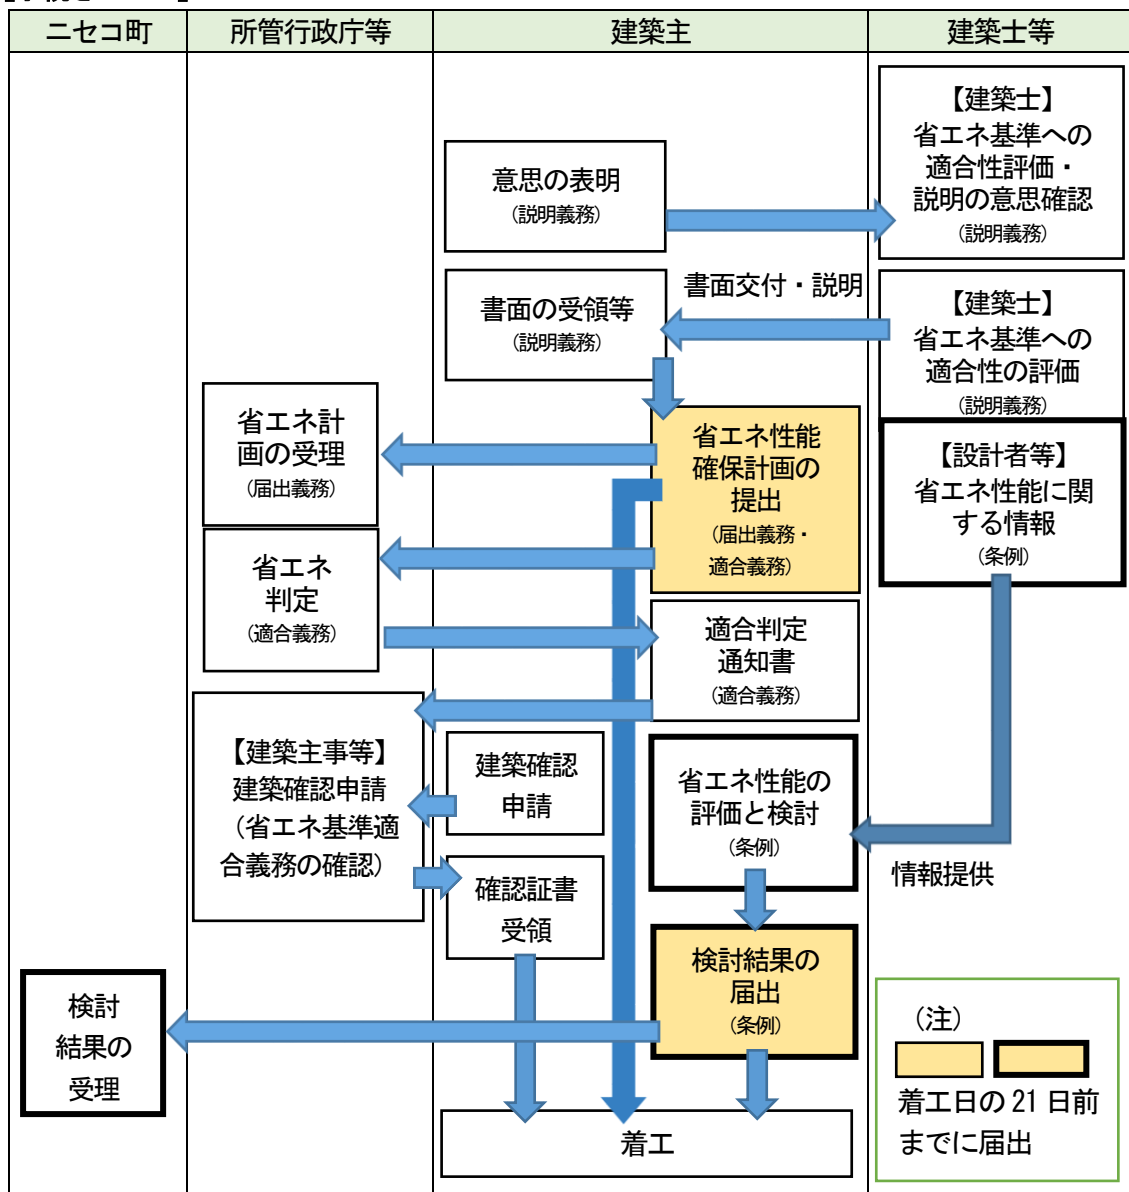 ニセコ町
所管行政庁等
建築主
建築士等
【建築士】
省エネ基準への
適合性評価・
説明の意思確認
(説明義務)
意思の表明
(説明義務)
書面交付・説明
書面の受領等
(説明義務)
【建築士】
省エネ基準への
適合性の評価
(説明義務)
省エネ計
画の受理
(届出義務)
省エネ性能
確保計画の
提出
(届出義務・
適合義務)
【設計者等】
省エネ性能に関
する情報
(条例)
省エネ
判定
(適合義務)
適合判定
通知書
(適合義務)
【建築主事等】
建築確認申請
(省エネ基準適
合義務の確認)
建築確認
申請
省エネ性能の
評価と検討
(条例)
情報提供
確認証書
受領
検討結果の
届出
(条例)
検討
結果の
受理
(注)
着工日の21日前
までに届出
着工